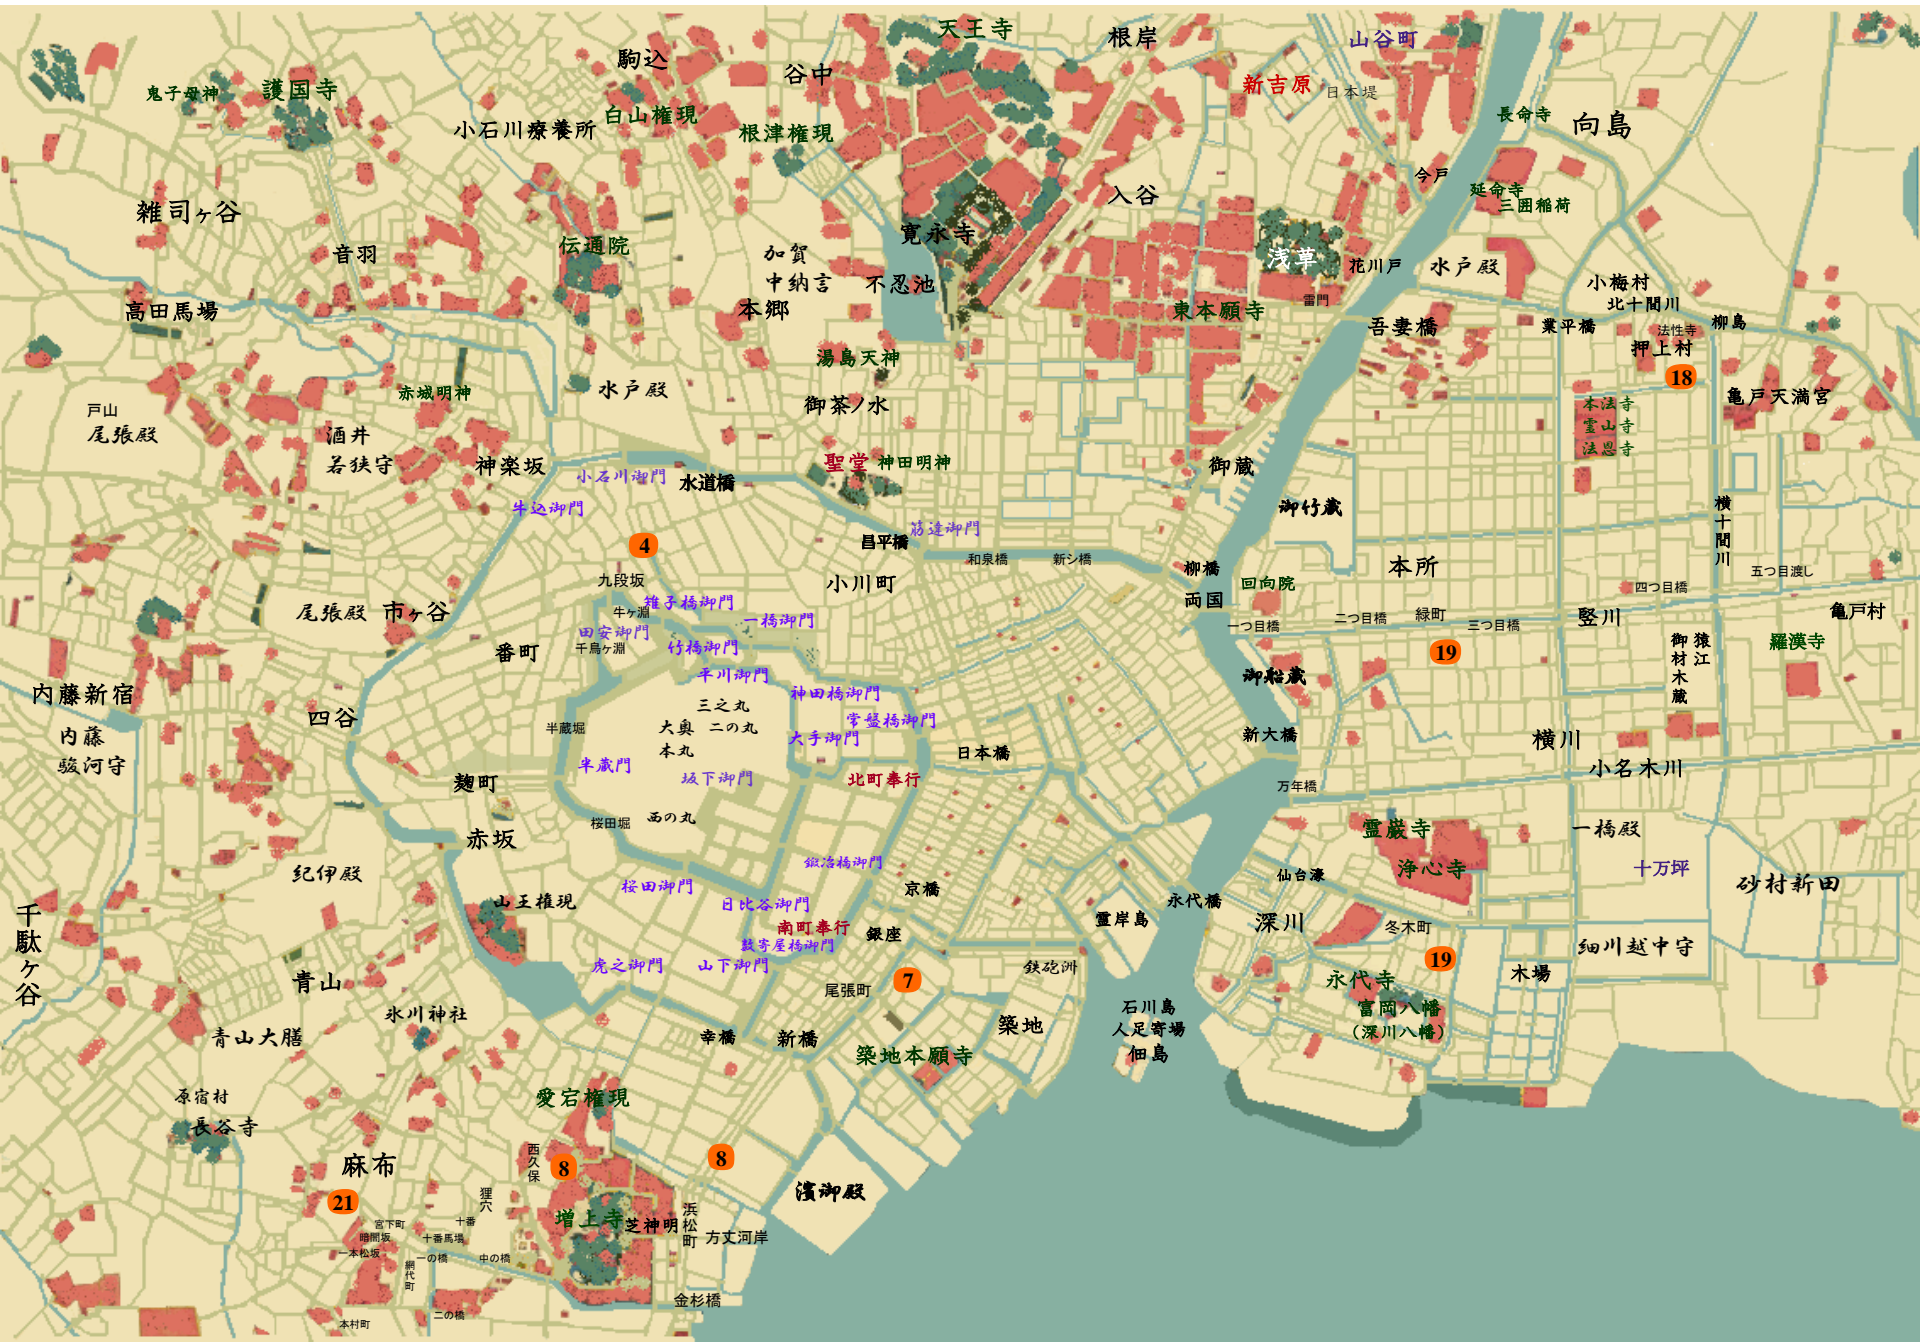 天王寺
根岸
山谷町
駒込
谷中
鬼子母神
護国寺
新吉原
日本堤
白山権現
小石川療養所
根津権現
長命寺
向島
今戸
延命寺
三囲稲荷
入谷
雑司ヶ谷
音羽
伝通院
加賀
中納言
寛永寺
不忍池
浅草
花川戸
水戸殿
雷門
小梅村
北十間川
高田馬場
本郷
東本願寺
吾妻橋
業平橋
法性寺
柳島
押上村
湯島天神
18
赤城明神
水戸殿
御茶ノ水
本法寺
霊山寺
法恩寺
亀戸天満宮
戸山
尾張殿
酒井
若狭守
神楽坂
小石川御門
水道橋
聖堂
神田明神
御蔵
牛込御門
御竹蔵
横十間川
筋違御門
昌平橋
4
和泉橋
新シ橋
柳橋
両国
回向院
本所
五つ目渡し
四つ目橋
九段坂
小川町
牛ヶ淵
雉子橋御門
一橋御門
尾張殿
市ヶ谷
田安御門
千鳥ヶ淵
竹橋御門
番町
一つ目橋
二つ目橋
緑町
三つ目橋
竪川
亀戸村
19
御材木蔵
猿江
羅漢寺
平川御門
御船蔵
内藤新宿
神田橋御門
三之丸
四谷
半蔵堀
大奥
二の丸
本丸
常盤橋御門
大手御門
新大橋
日本橋
横川
内藤
駿河守
半蔵門
坂下御門
北町奉行
小名木川
麹町
万年橋
桜田堀
西の丸
赤坂
霊巌寺
一橋殿
鍛冶橋御門
浄心寺
十万坪
紀伊殿
桜田御門
仙台濠
砂村新田
京橋
山王権現
日比谷御門
永代橋
霊岸島
深川
冬木町
南町奉行
銀座
数寄屋橋御門
細川越中守
千駄ヶ谷
虎之御門
山下御門
鉄砲洲
19
木場
7
尾張町
永代寺
青山
富岡八幡
(深川八幡)
氷川神社
石川島
人足寄場
佃島
築地
青山大膳
幸橋
新橋
築地本願寺
原宿村
長谷寺
愛宕権現
西久保
8
8
麻布
21
狸穴
濱御殿
増上寺
芝神明
浜松町
方丈河岸
宮下町
暗闇坂
一本松坂
十番
十番馬場
一の橋
中の橋
網代町
金杉橋
二の橋
本村町